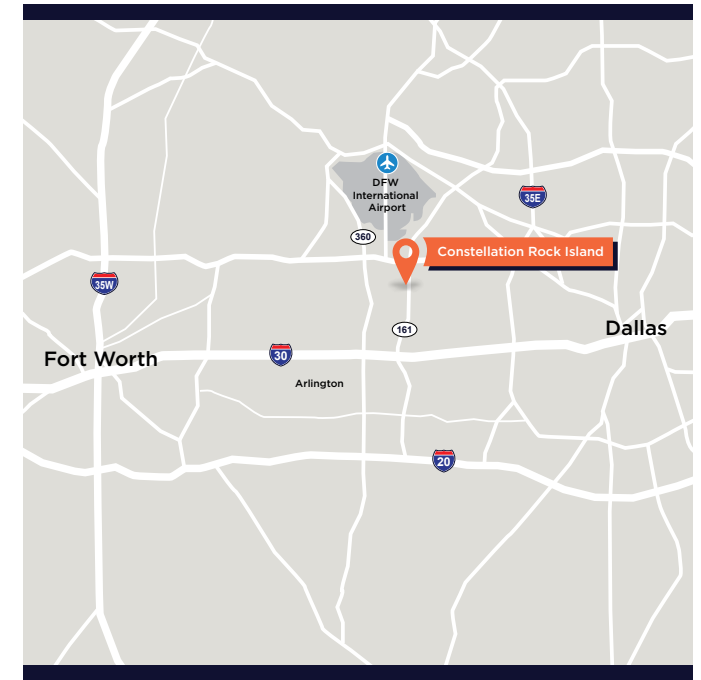 DFW
International
Airport
35E
360
Constellation Rock Island
35W
161
Dallas
Fort Worth
30
Arlington
20